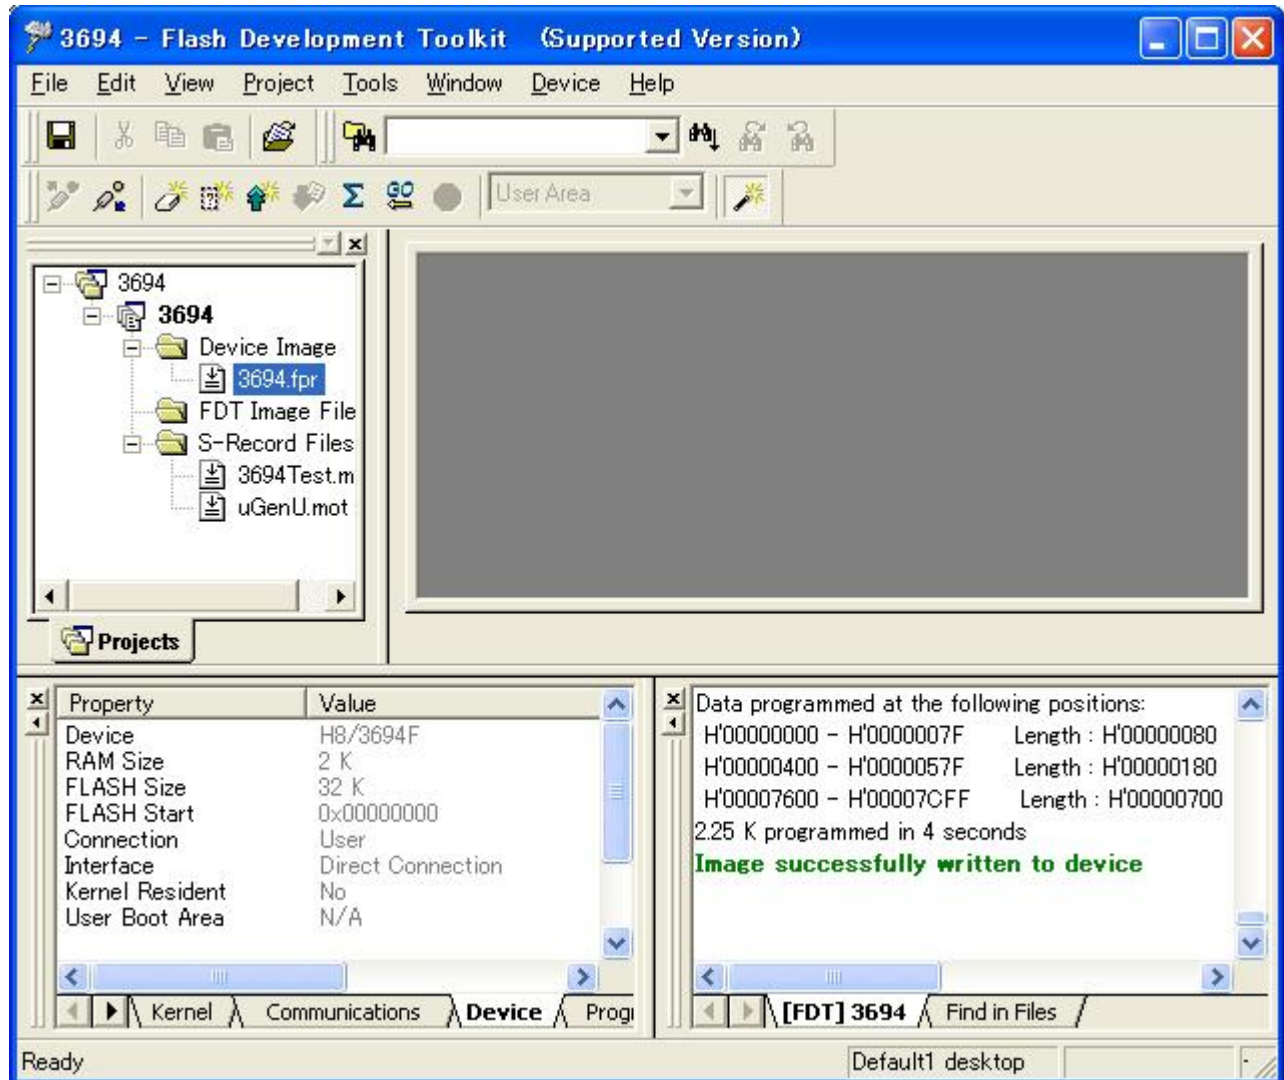 3694 - Flash Development Toolkit (Supported Version)
File Edit View Project Tools Window Device Help
GO User Area
3694
3694
Device Image
3694.fpr
FDT Image File
S-Record Files
3694Test.m
uGenU.mot
Projects
Property Value
Device H8/3694F
RAM Size 2 K
FLASH Size 32 K
FLASH Start 0x00000000
Connection User
Interface Direct Connection
Kernel Resident No
User Boot Area N/A
Kernel Communications Device Progr
Data programmed at the following positions:
H'00000000 - H'0000007F Length : H'00000080
H'00000400 - H'0000057F Length : H'00000180
H'00007600 - H'00007CFF Length : H'00000700
2.25 K programmed in 4 seconds
Image successfully written to device
[FDT] 3694 Find in Files
Ready Default1 desktop